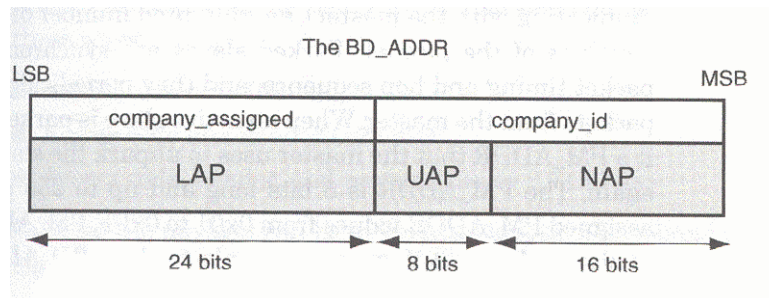 The BD_ADDR
LSB
MSB
company_assigned
company_id
LAP
UAP
NAP
24 bits
8 bits
16 bits